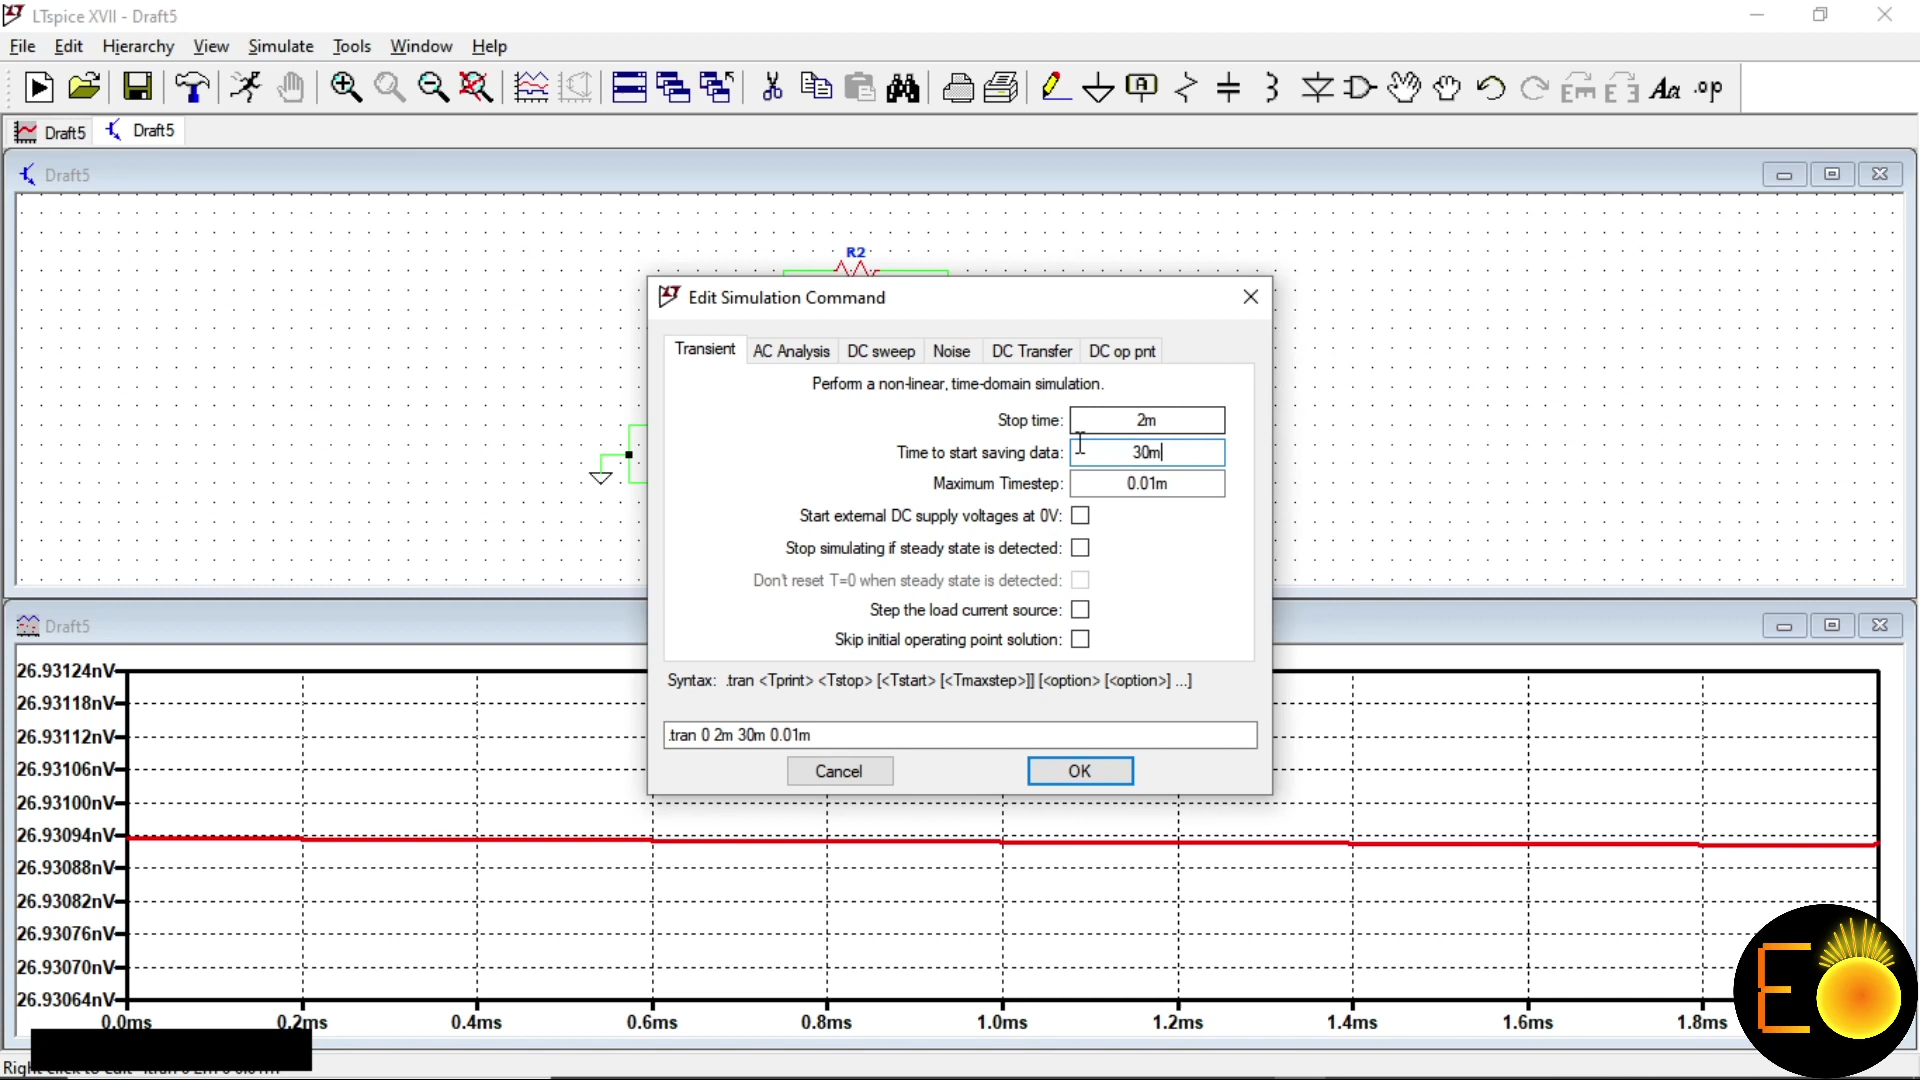 LTspice XVII - Draft5
File Edit Hierarchy View Simulate Tools Window Help
A Aa .op
Draft5 Draft5
Draft5
R2
Edit Simulation Command
Transient AC Analysis DC sweep Noise DC Transfer DC op pnt
Perform a non-linear, time-domain simulation.
Stop time: 2m
Time to start saving data: 30m
Maximum Timestep: 0.01m
Start external DC supply voltages at 0V:
Stop simulating if steady state is detected:
Don't reset T=0 when steady state is detected:
Step the load current source:
Skip initial operating point solution:
Syntax: .tran <Tprint> <Tstop> [<Tstart> [<Tmaxstep>]] [<option> [<option>] ...]
.tran 0 2m 30m 0.01m
Cancel OK
Draft5
26.93124nV
26.93118nV
26.93112nV
26.93106nV
26.93100nV
26.93094nV
26.93088nV
26.93082nV
26.93076nV
26.93070nV
26.93064nV
0.0ms 0.2ms 0.4ms 0.6ms 0.8ms 1.0ms 1.2ms 1.4ms 1.6ms 1.8ms
E